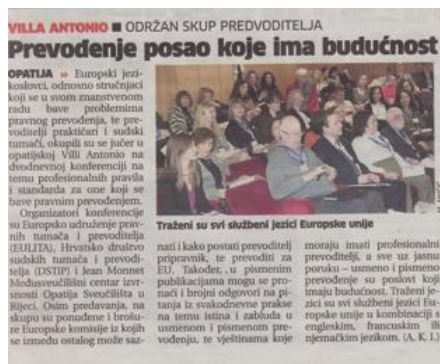 VILLA ANTONIO ■ ODRŽAN SKUP PREDVODITELJA
Prevođenje posao koje ima budućnost
OPATIJA » Europski jezi-
koslovci, odnosno stručnjaci
koji se u svom znanstvenom
radu bave problemima
pravnog prevođenja, te pre-
voditelji praktičari i sudski
tumači, okupili su se jučer u
opatijskoj Villi Antonio na
dvodnevnoj konferenciji na
temu profesionalnih pravila
i standarda za one koji se
bave pravnim prevođenjem.
Organizatori konferencije
su Europsko udruženje prav-
nih tumača i prevoditelja
(EULITA), Hrvatsko društvo
sudskih tumača i prevodi-
telja (DSTIP) i Jean Monnet
Međusveučilišni centar izvr-
snosti Opatija Sveučilišta u
Rijeci. Osim predavanja, na
skupu su ponuđene i brošu-
re Europske komisije iz kojih
se između ostalog može saz-
Traženi su svi službeni jezici Europske unije
nati i kako postati prevoditelj
pripravnik, te prevoditi za
EU. Također, , u pismenim
publikacijama mogu se pro-
naći i brojni odgovori na pi-
tanja iz svakodnevne prakse
na temu istina i zabluda u
usmenom i pismenom pre-
vođenju, te vještinama koje
moraju imati profesionalni
prevoditelji, a sve uz jasnu
poruku - usmeno i pismeno
prevođenje su poslovi koji
imaju budućnost. Traženi je-
zici su svi službeni jezici Eu-
ropske unije u kombinaciji s
engleskim, francuskim ili
njemačkim jezikom. (A. K. J.)